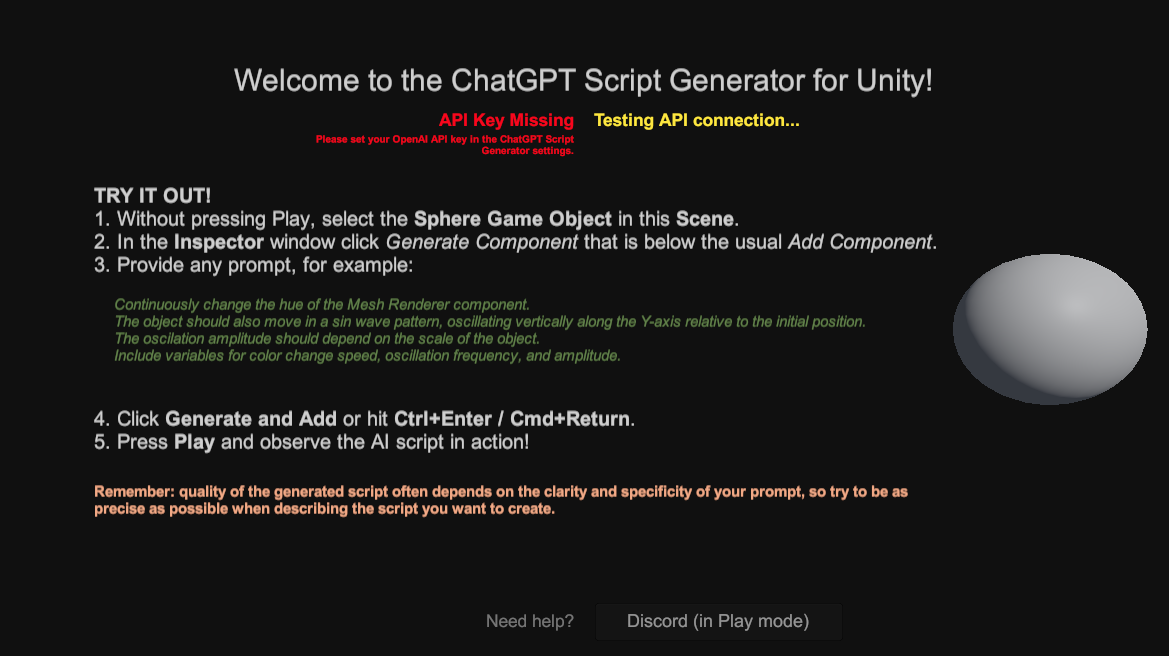 Welcome to the ChatGPT Script Generator for Unity!
API Key Missing
Please set your OpenAI API key in the ChatGPT Script
Generator settings.
Testing API connection...
TRY IT OUT!
1. Without pressing Play, select the Sphere Game Object in this Scene.
2. In the Inspector window click Generate Component that is below the usual Add Component.
3. Provide any prompt, for example:
Continuously change the hue of the Mesh Renderer component.
The object should also move in a sin wave pattern, oscillating vertically along the Y-axis relative to the initial position.
The oscilation amplitude should depend on the scale of the object.
Include variables for color change speed, oscillation frequency, and amplitude.
4. Click Generate and Add or hit Ctrl+Enter / Cmd+Return.
5. Press Play and observe the AI script in action!
Remember: quality of the generated script often depends on the clarity and specificity of your prompt, so try to be as
precise as possible when describing the script you want to create.
Need help?
Discord (in Play mode)